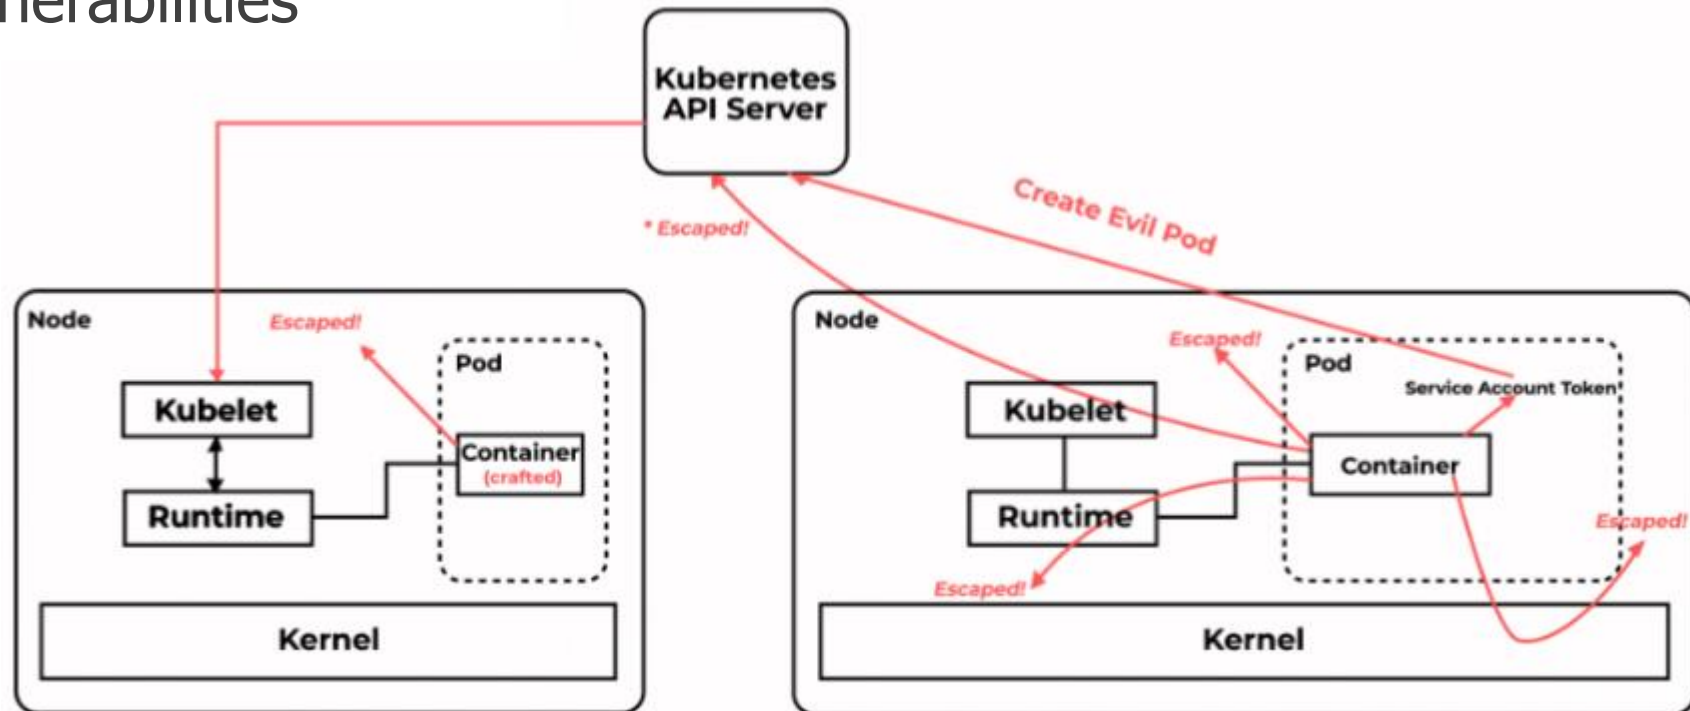 Kubernetes
API Server
Create Evil Pod
* Escaped!
Node
Escaped!
Pod
Kubelet
Container
(crafted)
Runtime
Kernel
Node
Escaped!
Pod
Service Account Token
Kubelet
Container
Runtime
Escaped!
Escaped!
Kernel